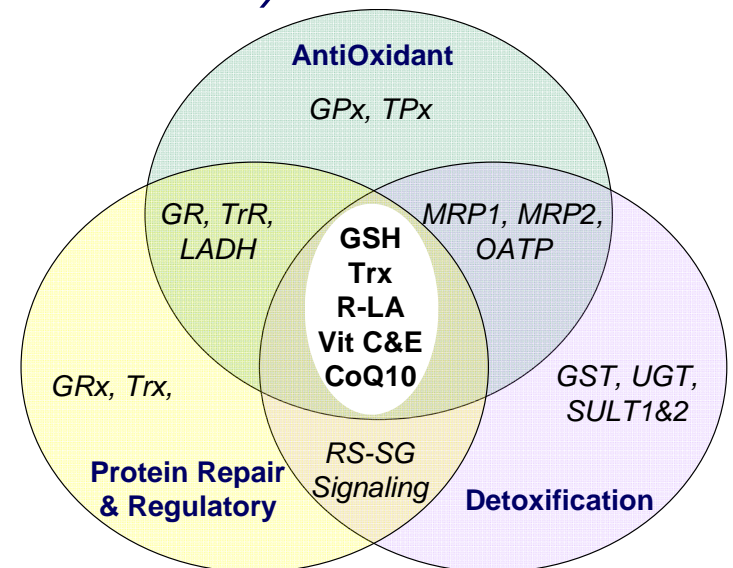 AntiOxidant
GPx, TPx
GR, TrR,
LADH
MRP1, MRP2,
OATP
GSH
Trx
R-LA
Vit C&E
CoQ10
GRx, Trx,
GST, UGT,
SULT1&2
RS-SG
Signaling
Protein Repair
& Regulatory
Detoxification